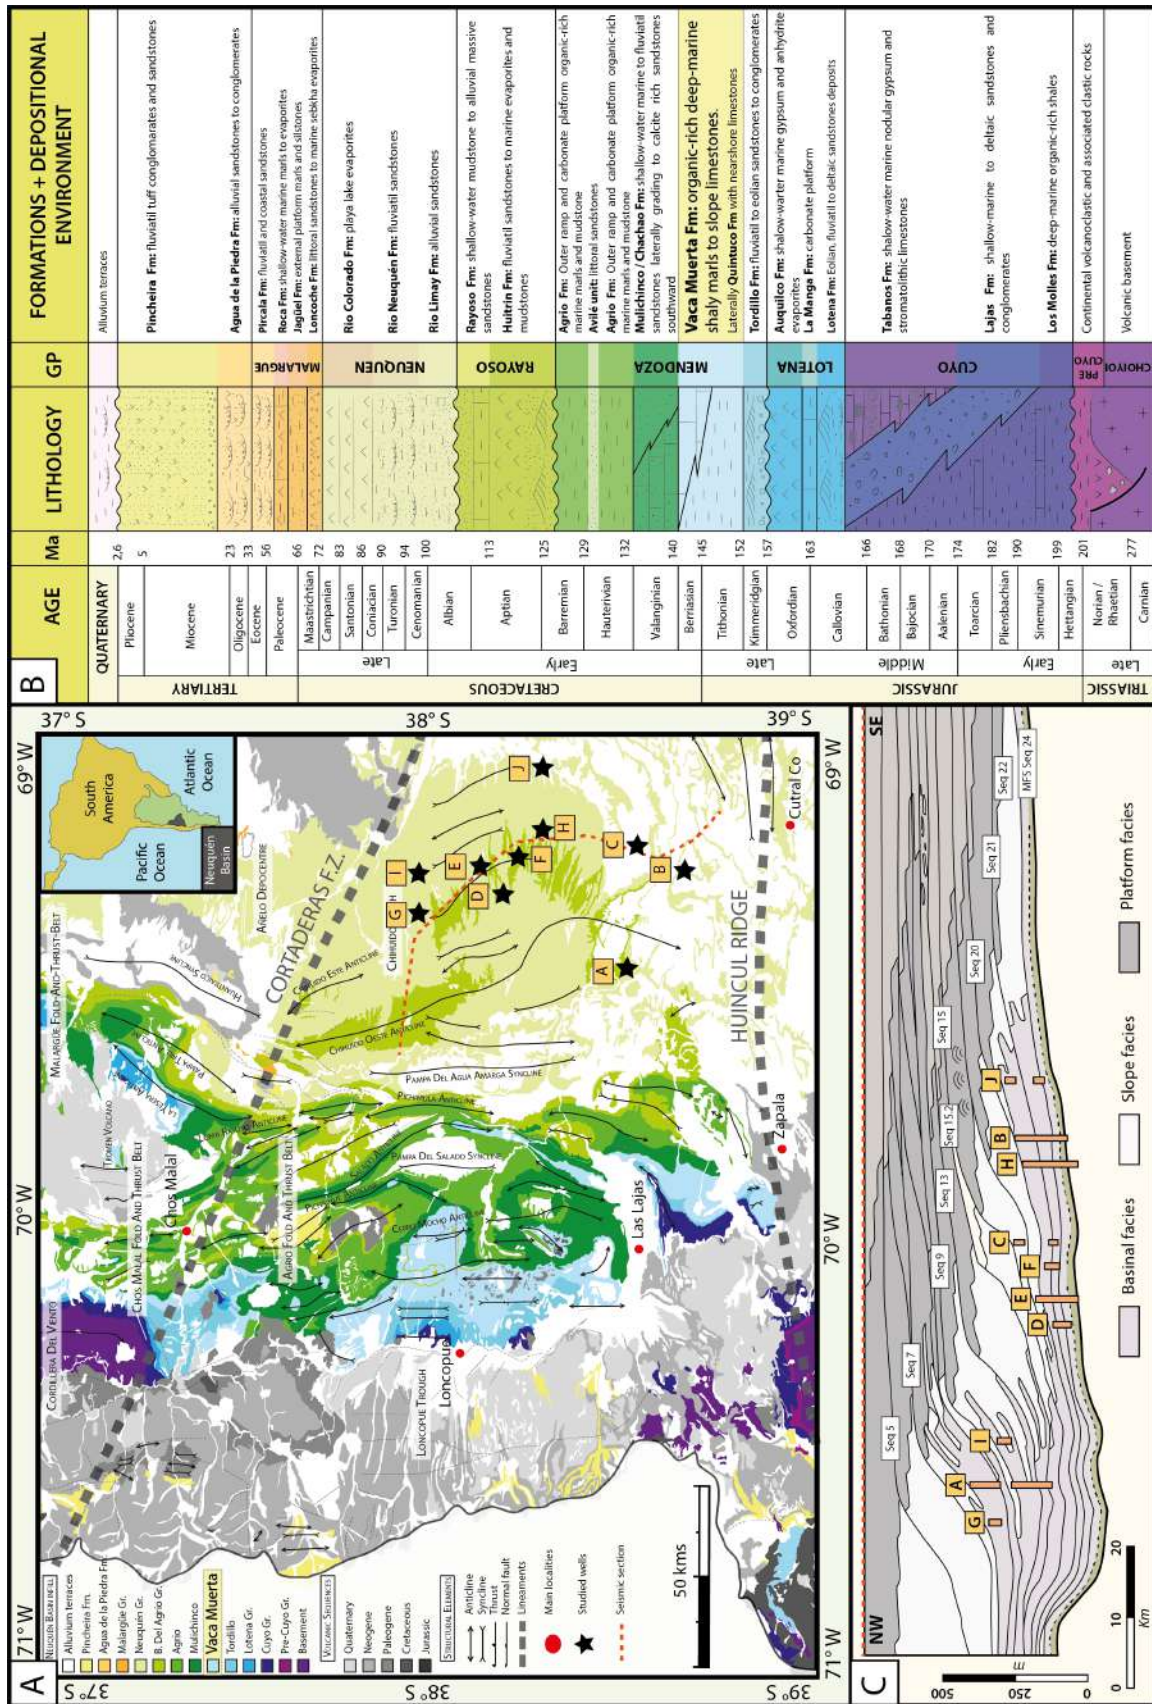 A
71° W
70° W
69° W
37° S
38° S
39° S
37° S
38° S
39° S
71° W
70° W
69° W
NEUQUÉN BASIN INFILL
Alluvium terraces
Pincheira Fm.
Agua de la Piedra Fm.
Malargüe Gr.
Neuquén Gr.
B. Del Agrio Gr.
Agrio
Mulchinco
Vaca Muerta
Tordillo
Lotena Gr.
Cuyo Gr.
Pre-Cuyo Gr.
Basement
VOLCANIC SEQUENCES
Quaternary
Neogene
Paleogene
Cretaceous
Jurassic
STRUCTURAL ELEMENTS
Anticline
Syncline
Thrust
Normal fault
Lineaments
Main localities
Studied wells
Seismic section
50 kms
CORDILLERA DEL VIENTO
CHOS MALAL FOLD AND THRUST BELT
TROMEN VOLCANO
Chos Malal
MALARGÜE FOLD-AND-THRUST-BELT
PAMPA TRIL ANTICLINE
LA YESERA ANTICLINE
HUANTRAICO SYNCLINE
AGRIO FOLD AND THRUST BELT
CORTADERAS F.Z.
AÑELO DEPOCENTRE
CHIHUIDO ESTE ANTICLINE
CHIHUIDO OESTE ANTICLINE
PAMPA DEL AGUA AMARGA SYNCLINE
PICHIMULA ANTICLINE
PAMPA DEL SALADO SYNCLINE
CERRO MOCHO ANTICLINE
LONCOPUE TROUGH
Loncopue
Las Lajas
Zapala
Cutral Co
HUINCUL RIDGE
G
I
E
D
F
H
J
C
B
A
South
America
Pacific
Ocean
Atlantic
Ocean
Neuquén
Basin
B
AGE
Ma
LITHOLOGY
GP
FORMATIONS + DEPOSITIONAL
ENVIRONMENT
QUATERNARY
TERTIARY
CRETACEOUS
JURASSIC
TRIASSIC
Late
Early
Late
Middle
Early
Late
Pliocene
Miocene
Oligocene
Eocene
Paleocene
Maastrichtian
Campanian
Santonian
Coniacian
Turonian
Cenomanian
Albian
Aptian
Barremian
Hauterivian
Valanginian
Berriasian
Tithonian
Kimmeridgian
Oxfordian
Callovian
Bathonian
Bajocian
Aalenian
Toarcian
Pliensbachian
Sinemurian
Hettangian
Norian /
Rhaetian
Carnian
2,6
5
23
33
56
66
72
83
86
90
94
100
113
125
129
132
140
145
152
157
163
166
168
170
174
182
190
199
201
277
MALARGUE
NEUQUEN
RAYOSO
MENDOZA
LOTENA
CUYO
PRE
CUYO
CHOIYOI
Alluvium terraces
Pincheira Fm: fluviatil tuff conglomarates and sandstones
Agua de la Piedra Fm: alluvial sandstones to conglomerates
Pircala Fm: fluviatil and coastal sandstones
Roca Fm: shallow-water marine marls to evaporites
Jagüel Fm: external platform marls and silstones
Loncoche Fm: littoral sandstones to marine sebkha evaporites
Rio Colorado Fm: playa lake evaporites
Rio Neuquén Fm: fluviatil sandstones
Rio Limay Fm: alluvial sandstones
Rayoso Fm: shallow-water mudstone to alluvial massive
sandstones
Huitrín Fm: fluviatil sandstones to marine evaporites and
mudstones
Agrio Fm: Outer ramp and carbonate platform organic-rich
marine marls and mudstone
Avilé unit: littoral sandstones
Agrio Fm: Outer ramp and carbonate platform organic-rich
marine marls and mudstone
Mulichinco / Chachao Fm: shallow-water marine to fluviatil
sandstones laterally grading to calcite rich sandstones
southward
Vaca Muerta Fm: organic-rich deep-marine
shaly marls to slope limestones.
Laterally Quintuco Fm with nearshore limestones
Tordillo Fm: fluviatil to eolian sandstones to conglomerates
Auquilco Fm: shalow-warter marine gypsum and anhydrite
evaporites
La Manga Fm: carbonate platform
Lotena Fm: Eolian, fluviatil to deltaic sandstones deposits
Tabanos Fm: shalow-water marine nodular gypsum and
stromatolithic limestones
Lajas Fm: shallow-marine to deltaic sandstones and
conglomerates
Los Molles Fm: deep-marine organic-rich shales
Continental volcanoclastic and associated clastic rocks
Volcanic basement
C
NW
SE
500
250
0
m
0
10
20
Km
Seq 5
Seq 7
Seq 9
Seq 13
Seq 15.2
Seq 15
Seq 20
Seq 21
Seq 22
MFS Seq 24
G
A
I
D
E
F
C
H
B
J
Basinal facies
Slope facies
Platform facies